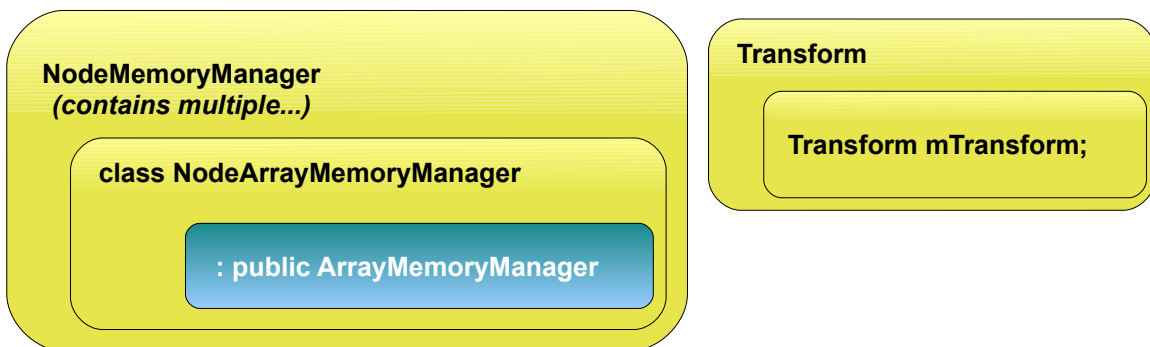 NodeMemoryManager
(contains multiple...)
class NodeArrayMemoryManager
: public ArrayMemoryManager
Transform
Transform mTransform;